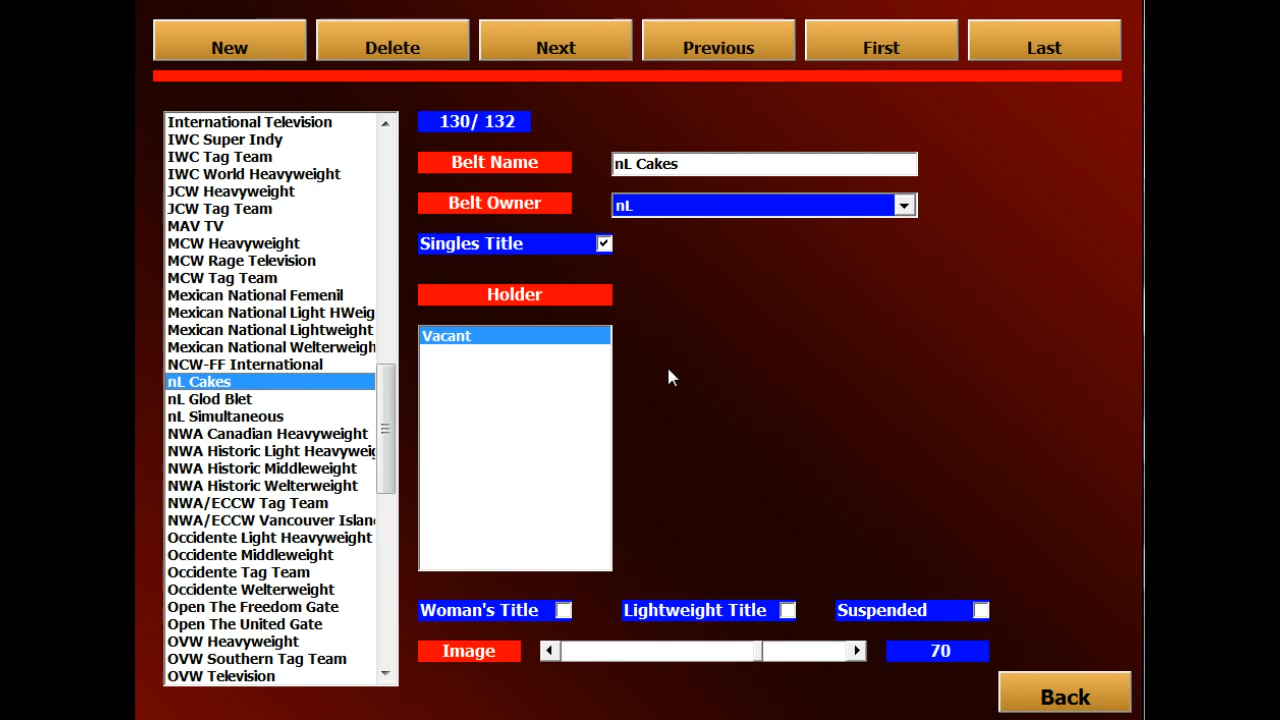 New
Delete
Next
Previous
First
Last
International Television
IWC Super Indy
IWC Tag Team
IWC World Heavyweight
JCW Heavyweight
JCW Tag Team
MAV TV
MCW Heavyweight
MCW Rage Television
MCW Tag Team
Mexican National Femenil
Mexican National Light HWeig
Mexican National Lightweight
Mexican National Welterweigh
NCW-FF International
nL Cakes
nL Glod Blet
nL Simultaneous
NWA Canadian Heavyweight
NWA Historic Light Heavyweig
NWA Historic Middleweight
NWA Historic Welterweight
NWA/ECCW Tag Team
NWA/ECCW Vancouver Islan
Occidente Light Heavyweight
Occidente Middleweight
Occidente Tag Team
Occidente Welterweight
Open The Freedom Gate
Open The United Gate
OVW Heavyweight
OVW Southern Tag Team
OVW Television
130/ 132
Belt Name
nL Cakes
Belt Owner
nL
Singles Title
Holder
Vacant
Woman's Title
Lightweight Title
Suspended
Image
70
Back